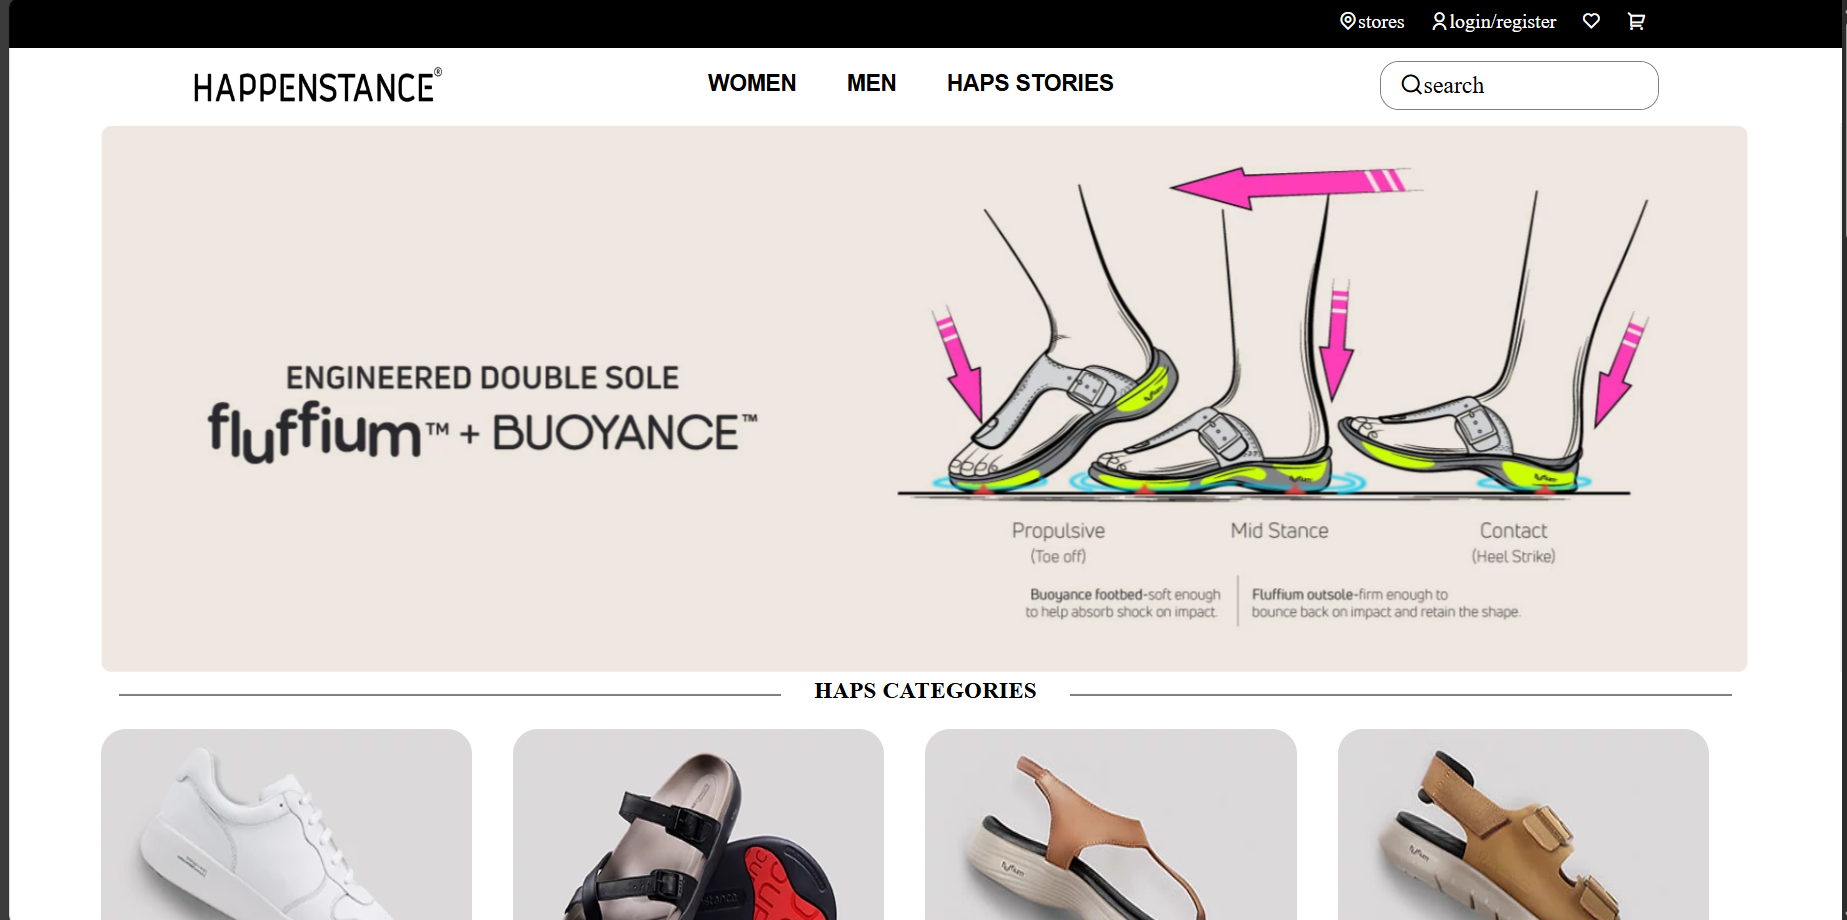 stores
login/register
HAPPENSTANCE®
WOMEN
MEN
HAPS STORIES
search
ENGINEERED DOUBLE SOLE
fluffium™ + BUOYANCE™
Propulsive
(Toe off)
Mid Stance
Contact
(Heel Strike)
Buoyance footbed-soft enough
to help absorb shock on impact.
Fluffium outsole-firm enough to
bounce back on impact and retain the shape.
HAPS CATEGORIES
fluffium
fluffium